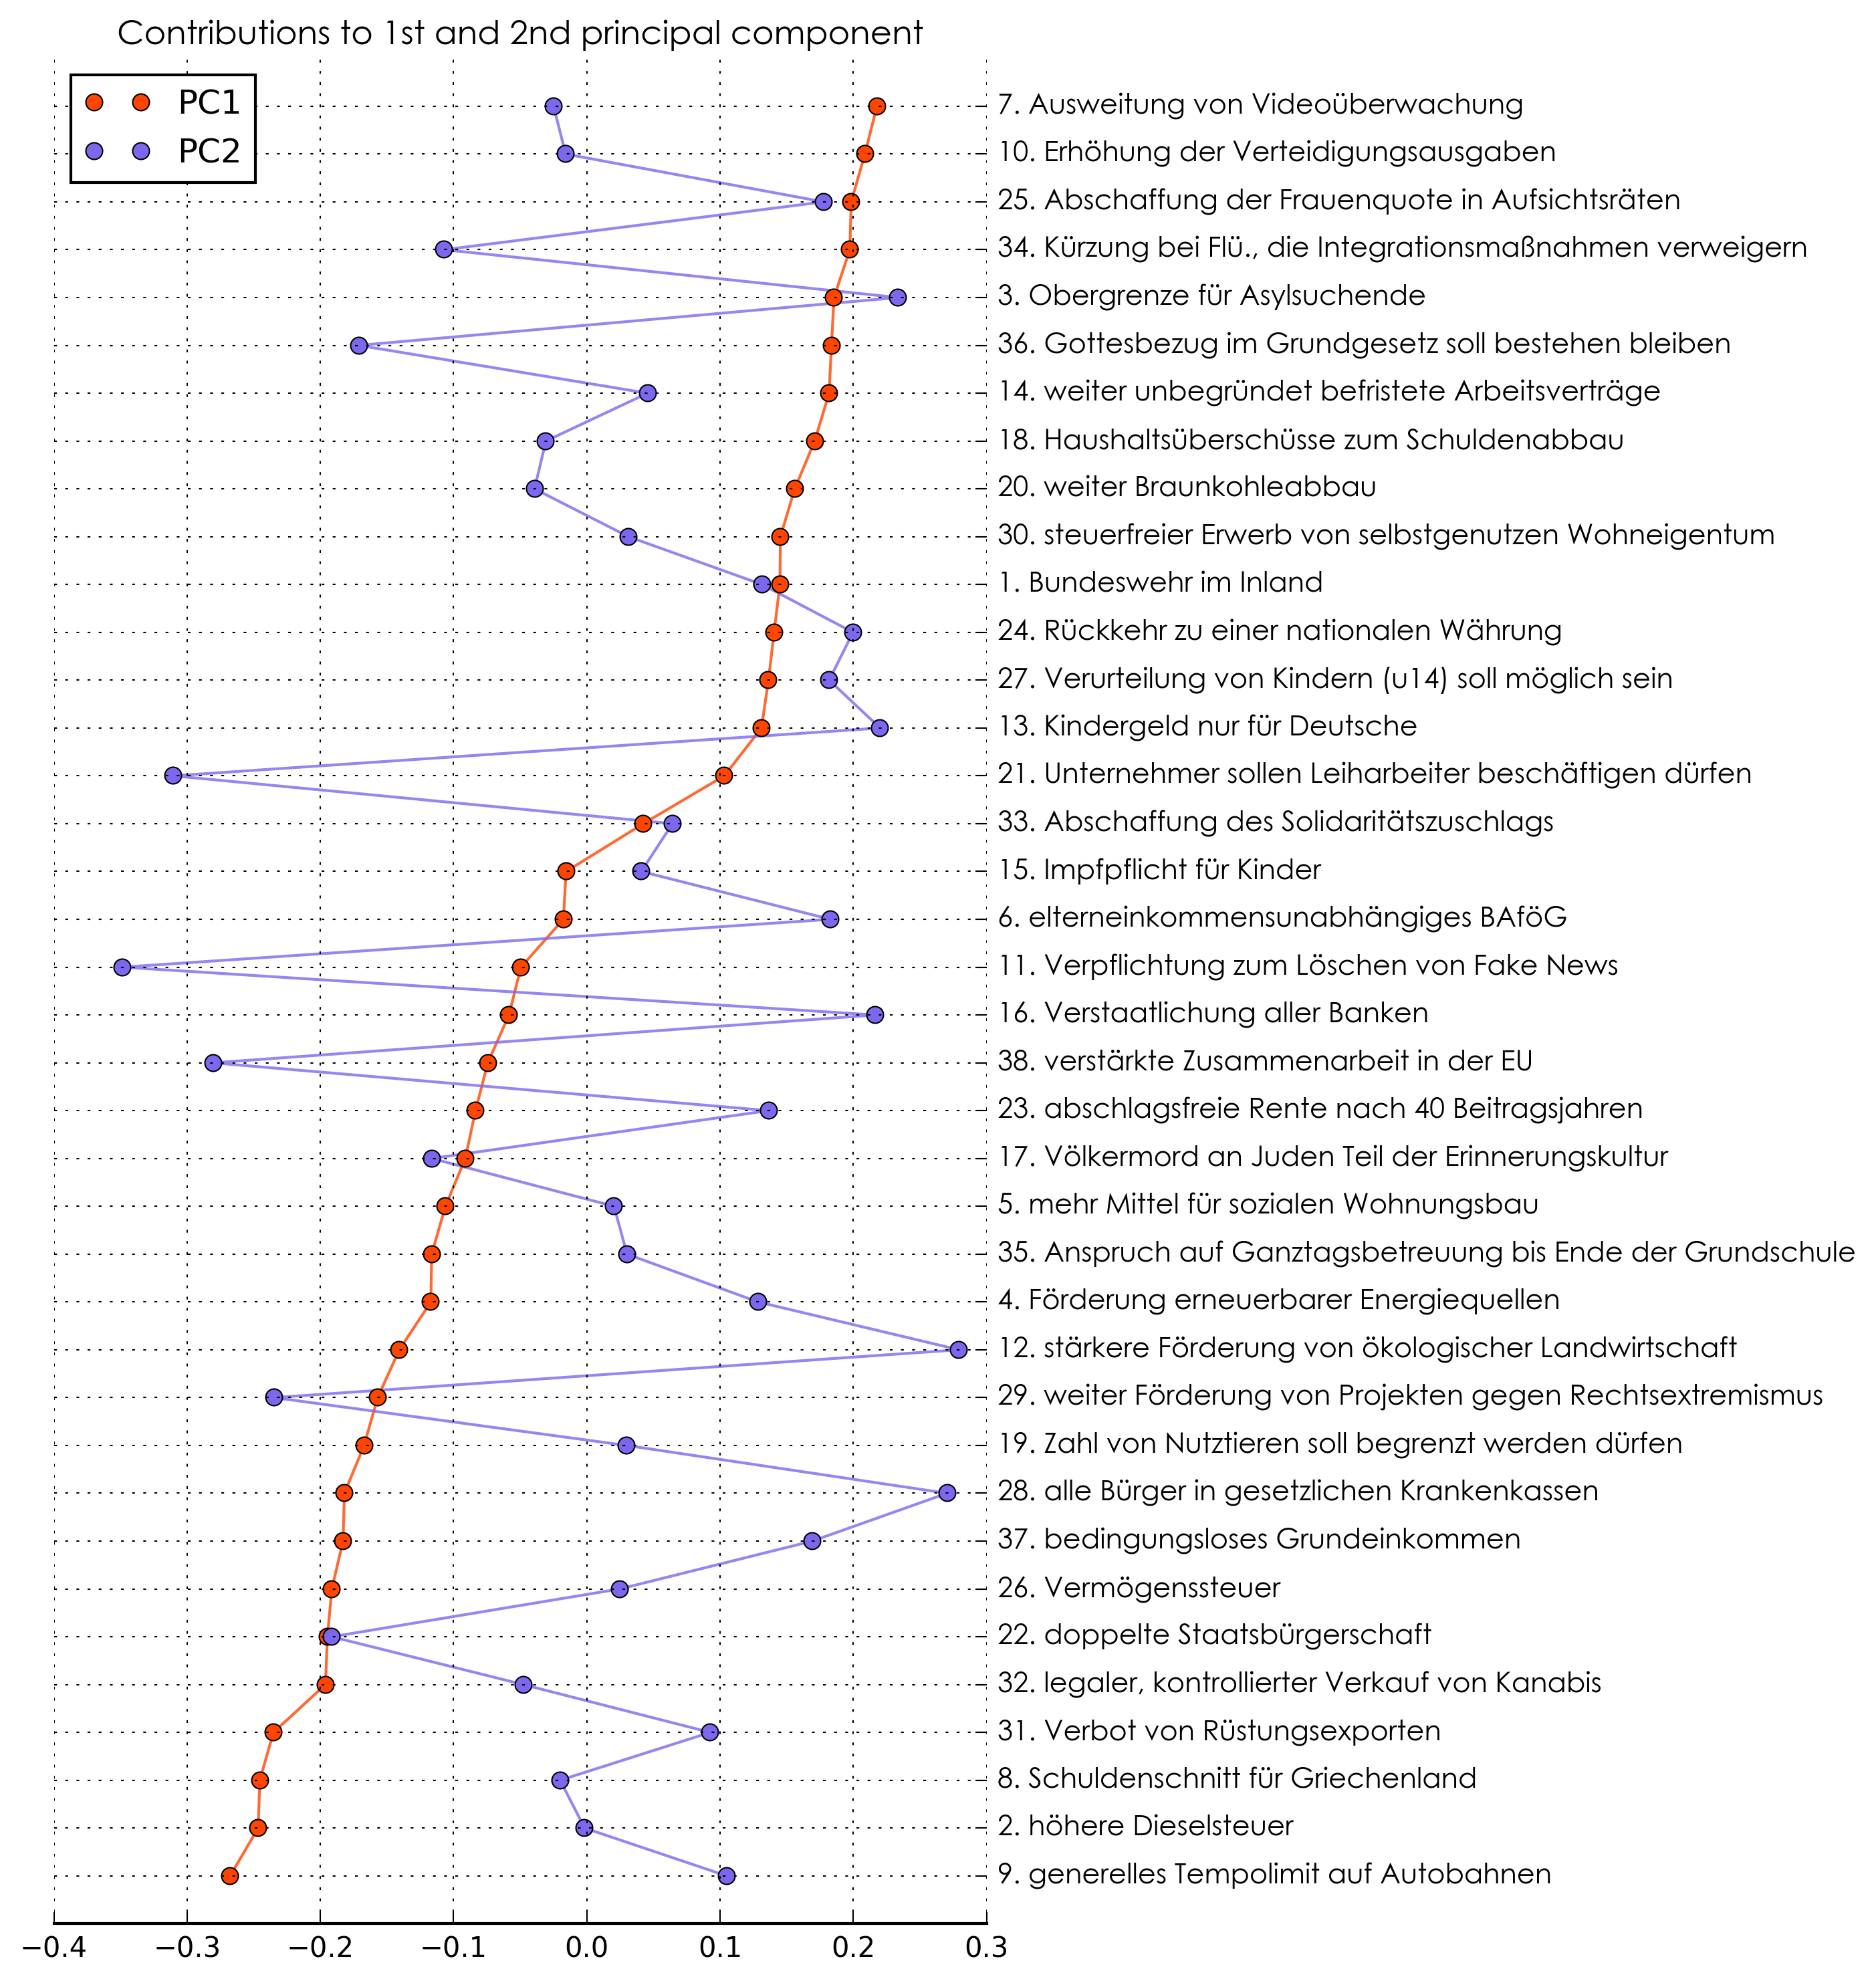 Contributions to 1st and 2nd principal component
PC1
PC2
7. Ausweitung von Videoüberwachung
10. Erhöhung der Verteidigungsausgaben
25. Abschaffung der Frauenquote in Aufsichtsräten
34. Kürzung bei Flü., die Integrationsmaßnahmen verweigern
3. Obergrenze für Asylsuchende
36. Gottesbezug im Grundgesetz soll bestehen bleiben
14. weiter unbegründet befristete Arbeitsverträge
18. Haushaltsüberschüsse zum Schuldenabbau
20. weiter Braunkohleabbau
30. steuerfreier Erwerb von selbstgenutzen Wohneigentum
1. Bundeswehr im Inland
24. Rückkehr zu einer nationalen Währung
27. Verurteilung von Kindern (u14) soll möglich sein
13. Kindergeld nur für Deutsche
21. Unternehmer sollen Leiharbeiter beschäftigen dürfen
33. Abschaffung des Solidaritätszuschlags
15. Impfpflicht für Kinder
6. elterneinkommensunabhängiges BAföG
11. Verpflichtung zum Löschen von Fake News
16. Verstaatlichung aller Banken
38. verstärkte Zusammenarbeit in der EU
23. abschlagsfreie Rente nach 40 Beitragsjahren
17. Völkermord an Juden Teil der Erinnerungskultur
5. mehr Mittel für sozialen Wohnungsbau
35. Anspruch auf Ganztagsbetreuung bis Ende der Grundschule
4. Förderung erneuerbarer Energiequellen
12. stärkere Förderung von ökologischer Landwirtschaft
29. weiter Förderung von Projekten gegen Rechtsextremismus
19. Zahl von Nutztieren soll begrenzt werden dürfen
28. alle Bürger in gesetzlichen Krankenkassen
37. bedingungsloses Grundeinkommen
26. Vermögenssteuer
22. doppelte Staatsbürgerschaft
32. legaler, kontrollierter Verkauf von Kanabis
31. Verbot von Rüstungsexporten
8. Schuldenschnitt für Griechenland
2. höhere Dieselsteuer
9. generelles Tempolimit auf Autobahnen
−0.4 −0.3 −0.2 −0.1 0.0 0.1 0.2 0.3